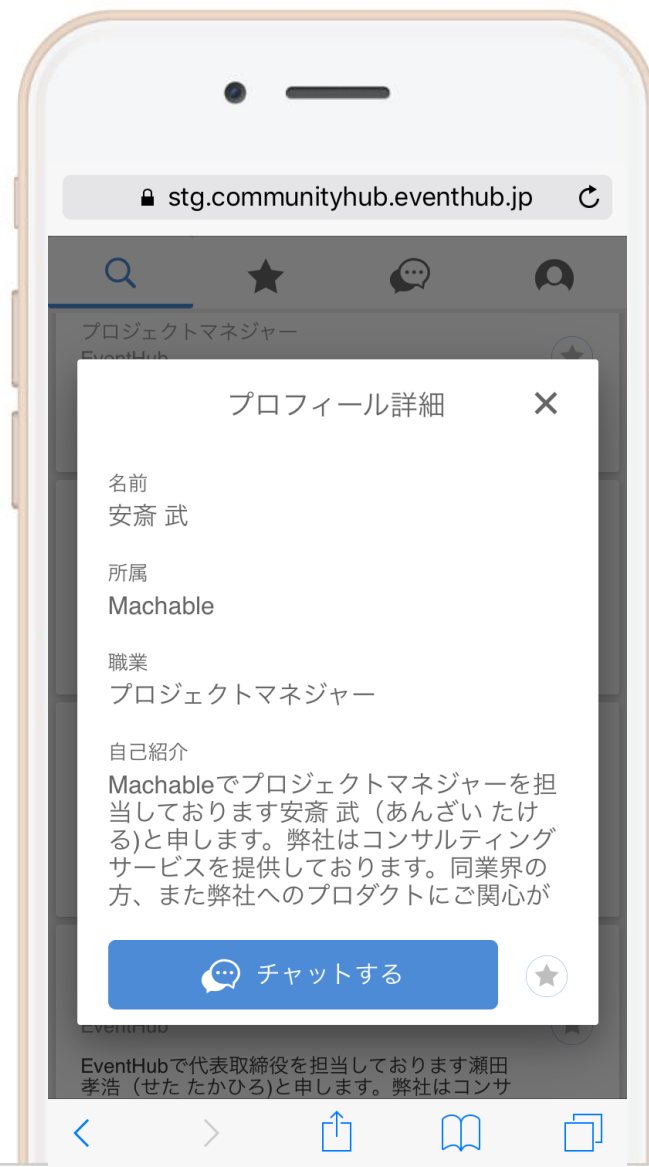 stg.communityhub.eventhub.jp
プロジェクトマネジャー
EventHub
プロフィール詳細
名前
安斎 武
所属
Machable
職業
プロジェクトマネジャー
自己紹介
Machableでプロジェクトマネジャーを担
当しております安斎 武（あんざい たけ
る)と申します。弊社はコンサルティング
サービスを提供しております。同業界の
方、また弊社へのプロダクトにご関心が
チャットする
EventHub
EventHubで代表取締役を担当しております瀬田
孝浩（せた たかひろ)と申します。弊社はコンサ